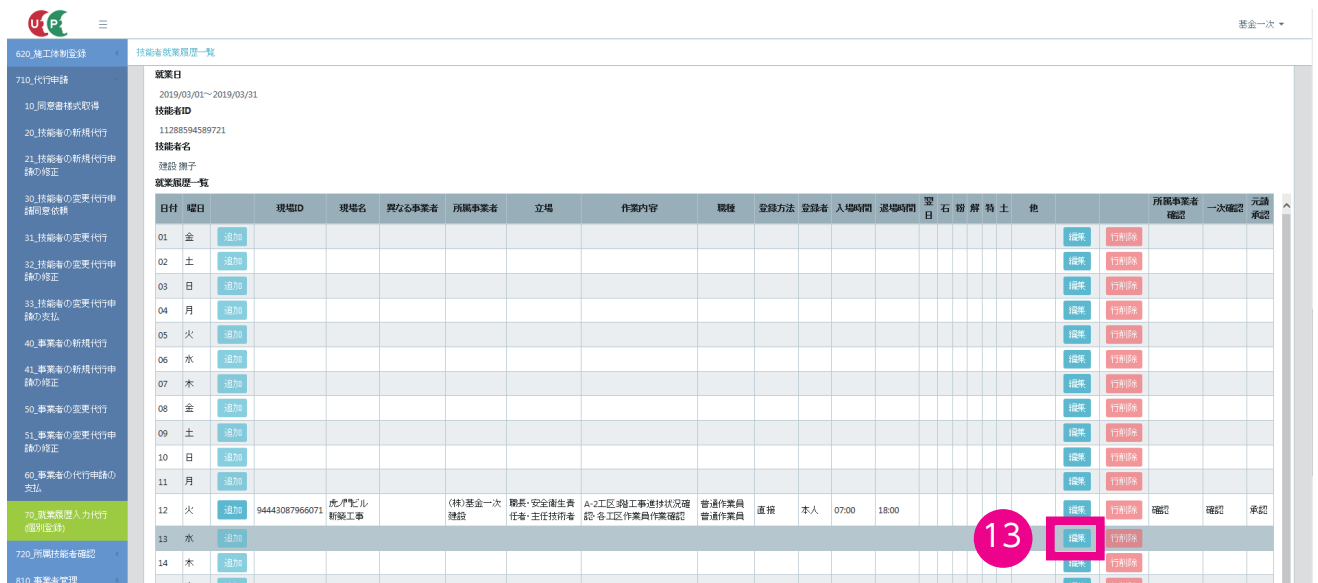 UP
基金一次
620_施工体制登録
710_代行申請
10_同意書様式取得
20_技能者の新規代行
21_技能者の新規代行申
請の修正
30_技能者の変更代行申
請同意依頼
31_技能者の変更代行
32_技能者の変更代行申
請の修正
33_技能者の変更代行申
請の支払
40_事業者の新規代行
41_事業者の新規代行申
請の修正
50_事業者の変更代行
51_事業者の変更代行申
請の修正
60_事業者の代行申請の
支払
70_就業履歴入力代行
(個別登録)
720_所属技能者確認
810_事業者管理
技能者就業履歴一覧
就業日
2019/03/01～2019/03/31
技能者ID
11288594589721
技能者名
建設 撫子
就業履歴一覧
日付 曜日 現場ID 現場名 異なる事業者 所属事業者 立場 作業内容 職種 登録方法 登録者 入場時間 退場時間 翌日 石 粉 解 特 土 他 所属事業者確認 一次確認 元請承認
01 金 追加 編集 行削除
02 土 追加 編集 行削除
03 日 追加 編集 行削除
04 月 追加 編集 行削除
05 火 追加 編集 行削除
06 水 追加 編集 行削除
07 木 追加 編集 行削除
08 金 追加 編集 行削除
09 土 追加 編集 行削除
10 日 追加 編集 行削除
11 月 追加 編集 行削除
12 火 追加 94443087966071 虎ノ門ビル新築工事 (株)基金一次建設 職長・安全衛生責任者・主任技術者 A-2工区3階工事進捗状況確認・各工区作業員作業確認 普通作業員 普通作業員 直接 本人 07:00 18:00 編集 行削除 確認 確認 承認
13 水 追加 13 編集 行削除
14 木 追加 編集 行削除